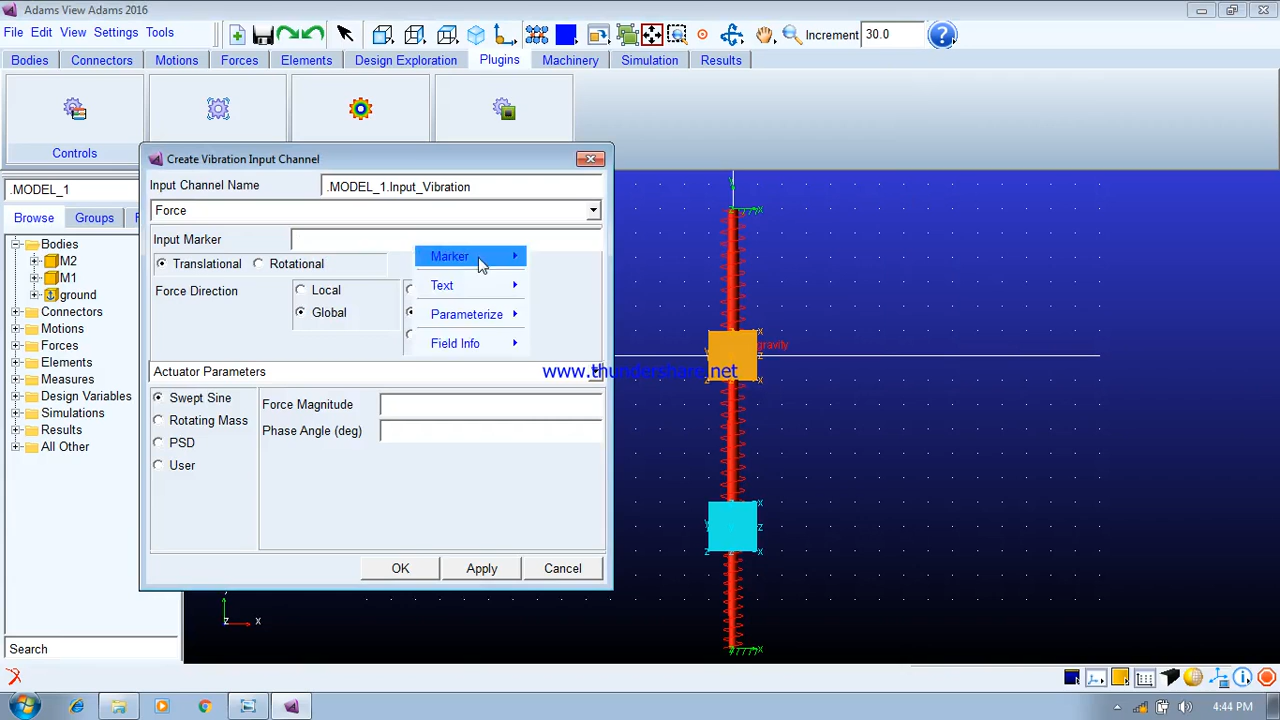 Adams View Adams 2016
File Edit View Settings Tools
Increment 30.0
Bodies Connectors Motions Forces Elements Design Exploration Plugins Machinery Simulation Results
Controls
Create Vibration Input Channel
.MODEL_1
Input Channel Name .MODEL_1.Input_Vibration
Browse Groups
Force
Bodies
M2
M1
ground
Connectors
Motions
Forces
Elements
Measures
Design Variables
Simulations
Results
All Other
Search
Input Marker
Translational Rotational
Force Direction Local
Global
Marker
Text
Parameterize
Field Info
Actuator Parameters
Swept Sine
Rotating Mass
PSD
User
Force Magnitude
Phase Angle (deg)
OK Apply Cancel
gravity
www.thundershare.net
y
x
z
x
z
z
x
Y
x
z
z
x
x
z x
4:44 PM